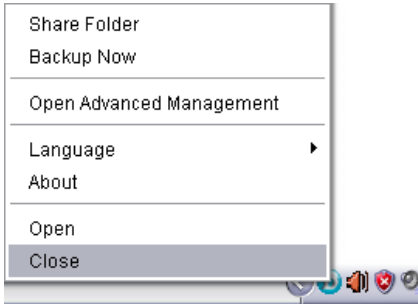 Share Folder
Backup Now
Open Advanced Management
Language
About
Open
Close